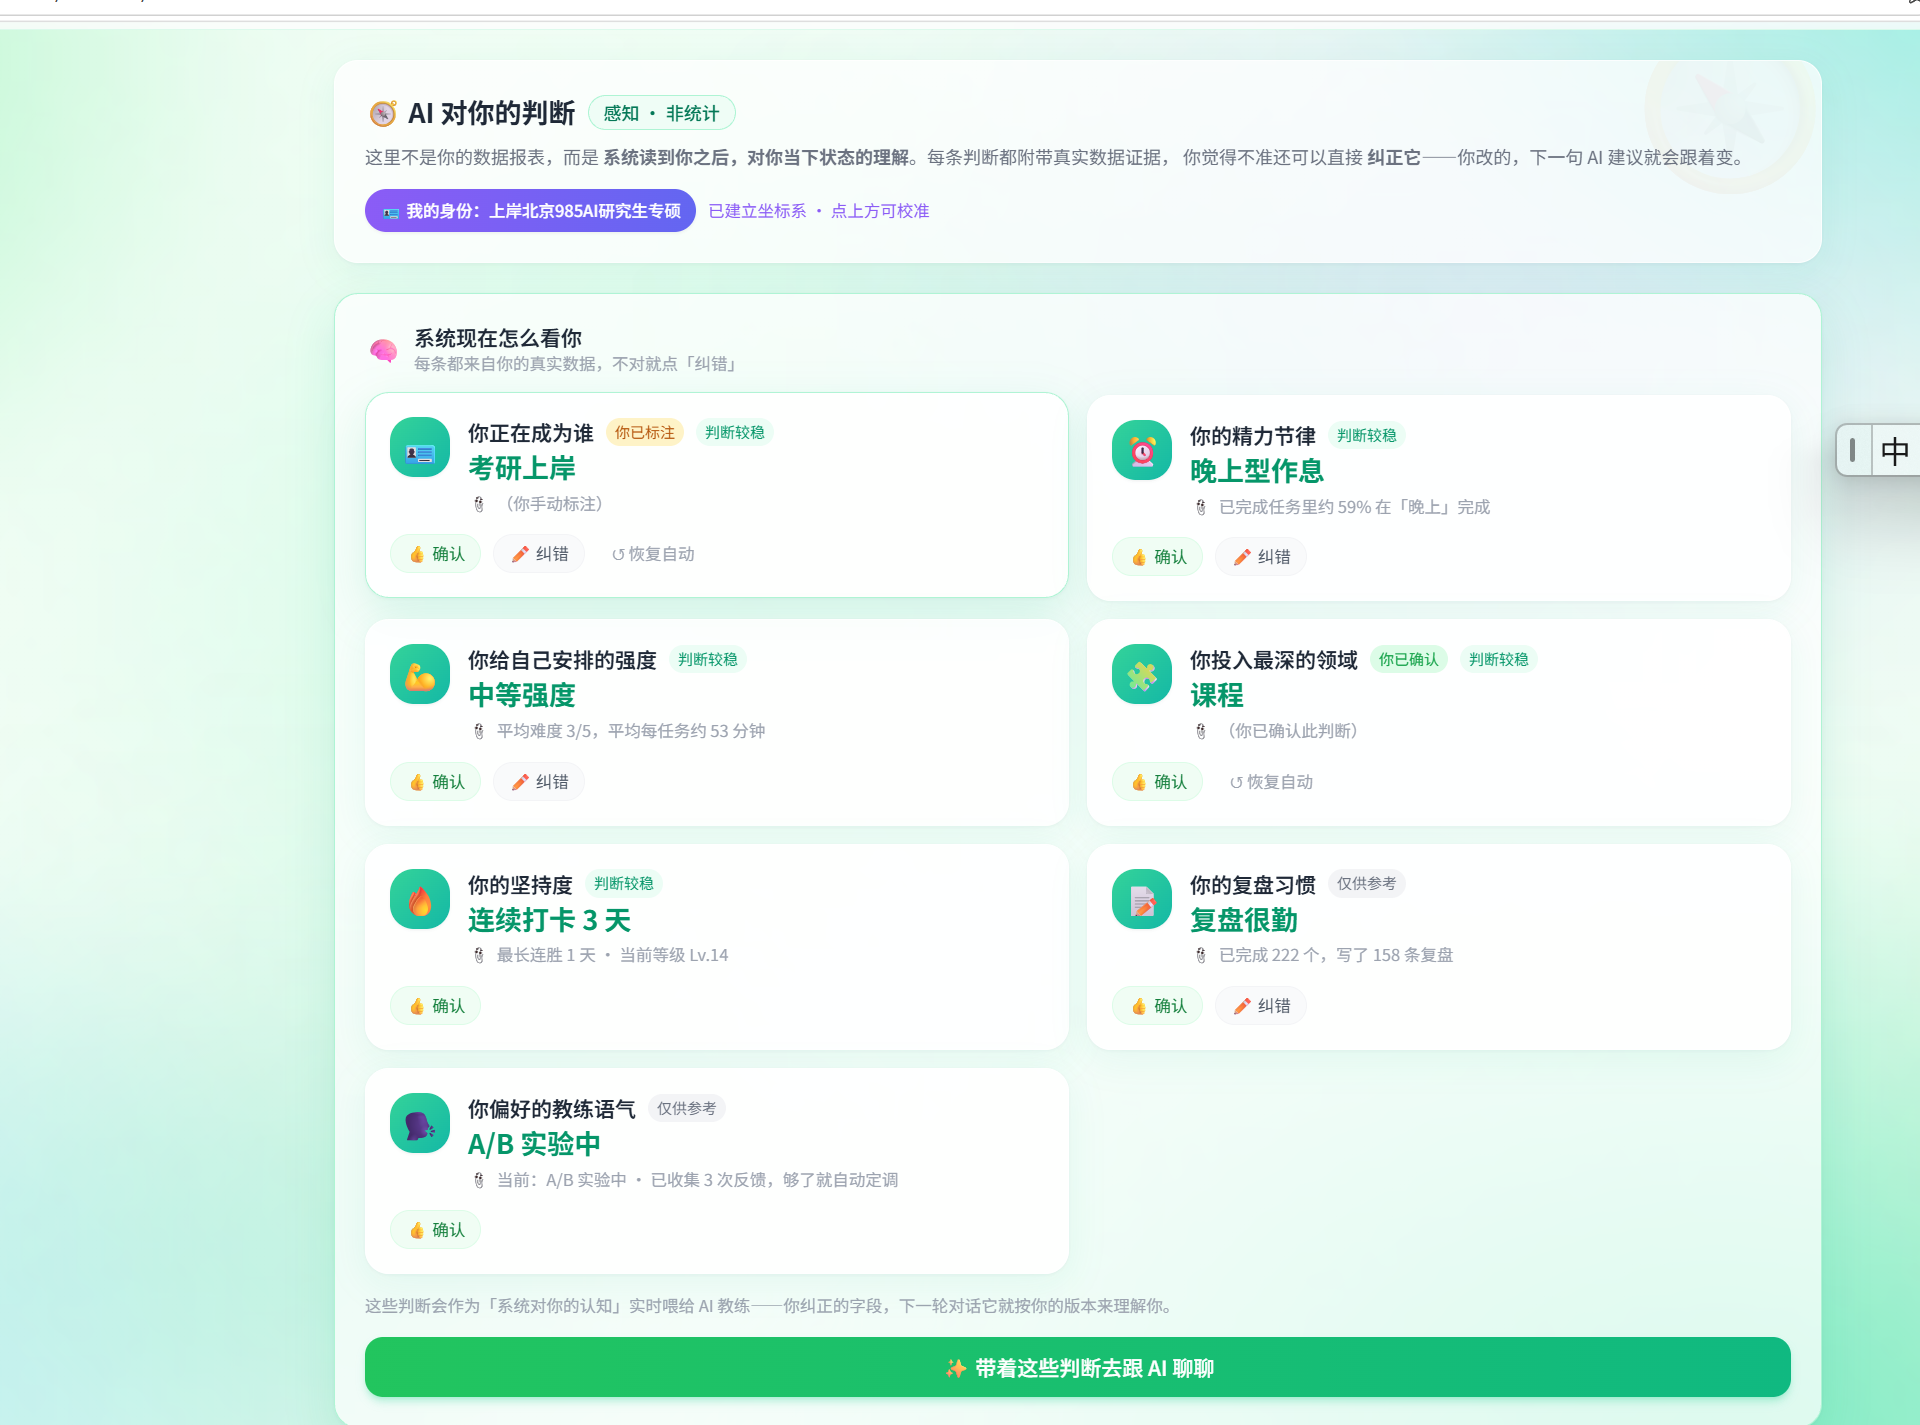 AI 对你的判断
感知 · 非统计
这里不是你的数据报表，而是 系统读到你之后，对你当下状态的理解。每条判断都附带真实数据证据， 你觉得不准还可以直接 纠正它——你改的，下一句 AI 建议就会跟着变。
我的身份：上岸北京985AI研究生专硕
已建立坐标系 · 点上方可校准
系统现在怎么看你
每条都来自你的真实数据，不对就点「纠错」
你正在成为谁 你已标注 判断较稳
考研上岸
（你手动标注）
确认 纠错 ↺ 恢复自动
你的精力节律 判断较稳
晚上型作息
已完成任务里约 59% 在「晚上」完成
确认 纠错
你给自己安排的强度 判断较稳
中等强度
平均难度 3/5，平均每任务约 53 分钟
确认 纠错
你投入最深的领域 你已确认 判断较稳
课程
（你已确认此判断）
确认 ↺ 恢复自动
你的坚持度 判断较稳
连续打卡 3 天
最长连胜 1 天 · 当前等级 Lv.14
确认
你的复盘习惯 仅供参考
复盘很勤
已完成 222 个，写了 158 条复盘
确认 纠错
你偏好的教练语气 仅供参考
A/B 实验中
当前：A/B 实验中 · 已收集 3 次反馈，够了就自动定调
确认
这些判断会作为「系统对你的认知」实时喂给 AI 教练——你纠正的字段，下一轮对话它就按你的版本来理解你。
带着这些判断去跟 AI 聊聊
中